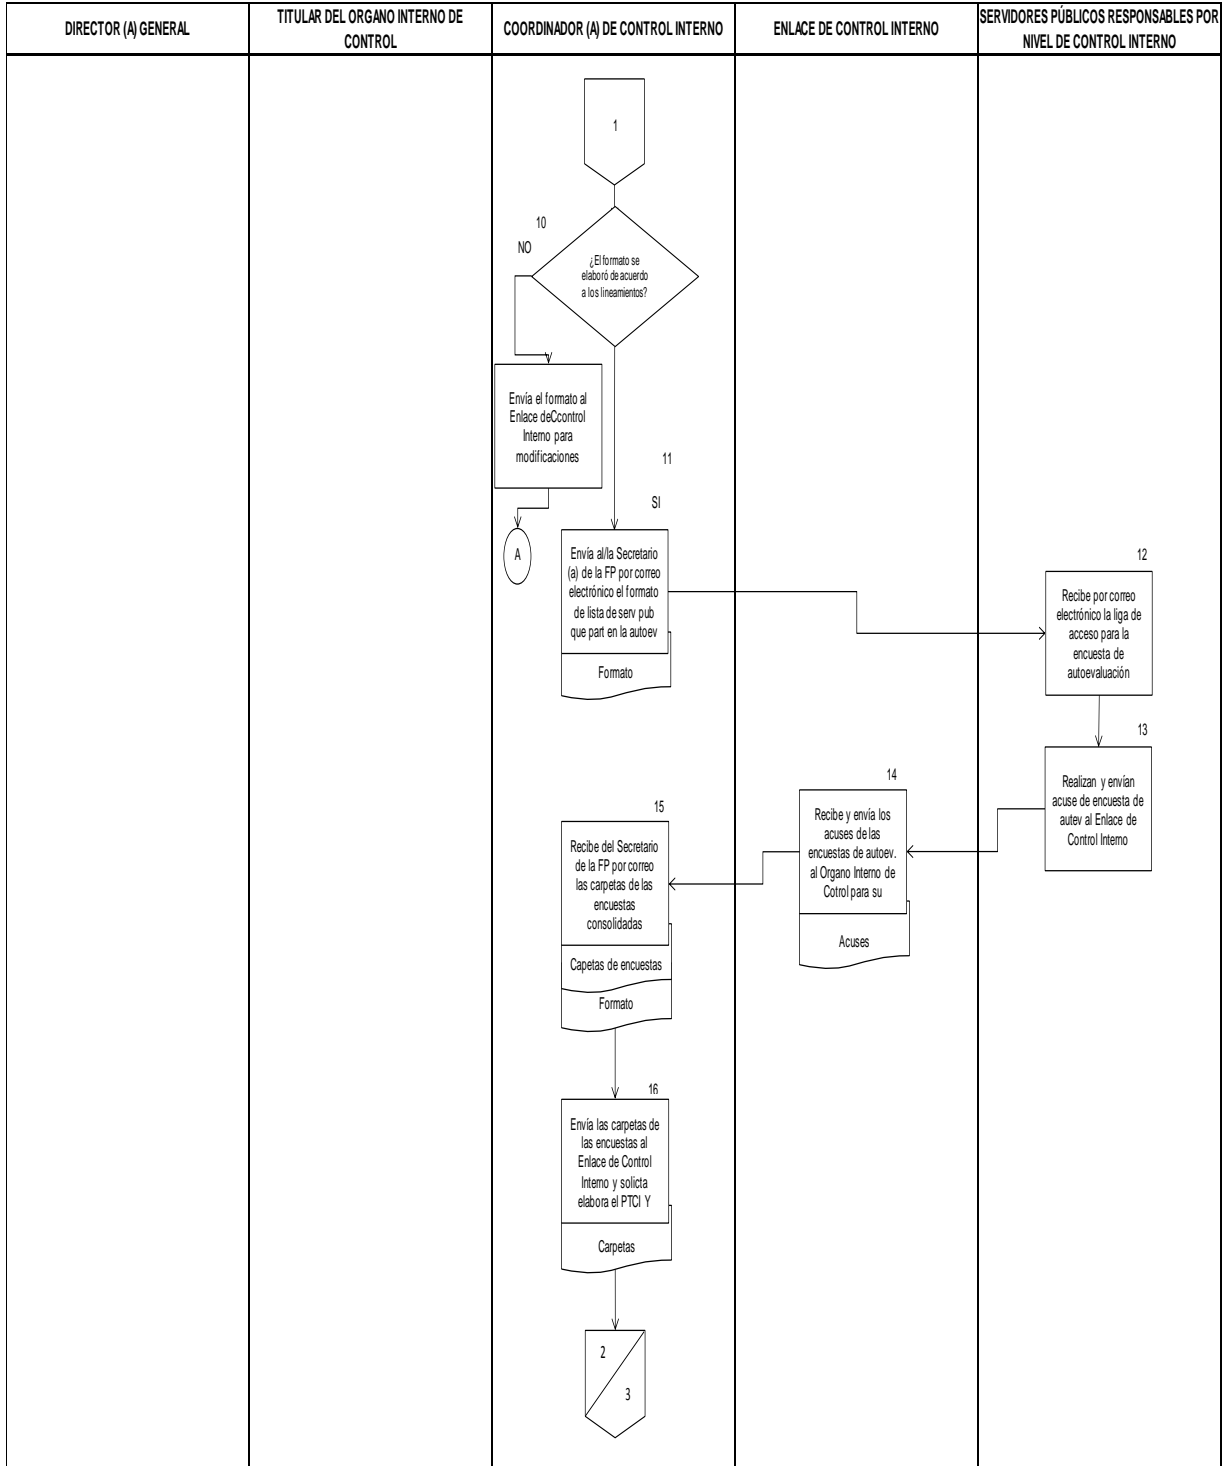 DIRECTOR (A) GENERAL
TITULAR DEL ORGANO INTERNO DE
CONTROL
COORDINADOR (A) DE CONTROL INTERNO
ENLACE DE CONTROL INTERNO
SERVIDORES PÚBLICOS RESPONSABLES POR
NIVEL DE CONTROL INTERNO
1
10
NO
¿El formato se
elaboró de acuerdo
a los lineamientos?
Envía el formato al
Enlace deCcontrol
Interno para
modificaciones
A
11
SI
Envía al/la Secretario
(a) de la FP por correo
electrónico el formato
de lista de serv pub
que part en la autoev
Formato
12
Recibe por correo
electrónico la liga de
acceso para la
encuesta de
autoevaluación
13
Realizan y envían
acuse de encuesta de
autev al Enlace de
Control Interno
14
Recibe y envía los
acuses de las
encuestas de autoev.
al Organo Interno de
Cotrol para su
Acuses
15
Recibe del Secretario
de la FP por correo
las carpetas de las
encuestas
consolidadas
Capetas de encuestas
Formato
16
Envía las carpetas de
las encuestas al
Enlace de Control
Interno y solicta
elabora el PTCI Y
Carpetas
2
3